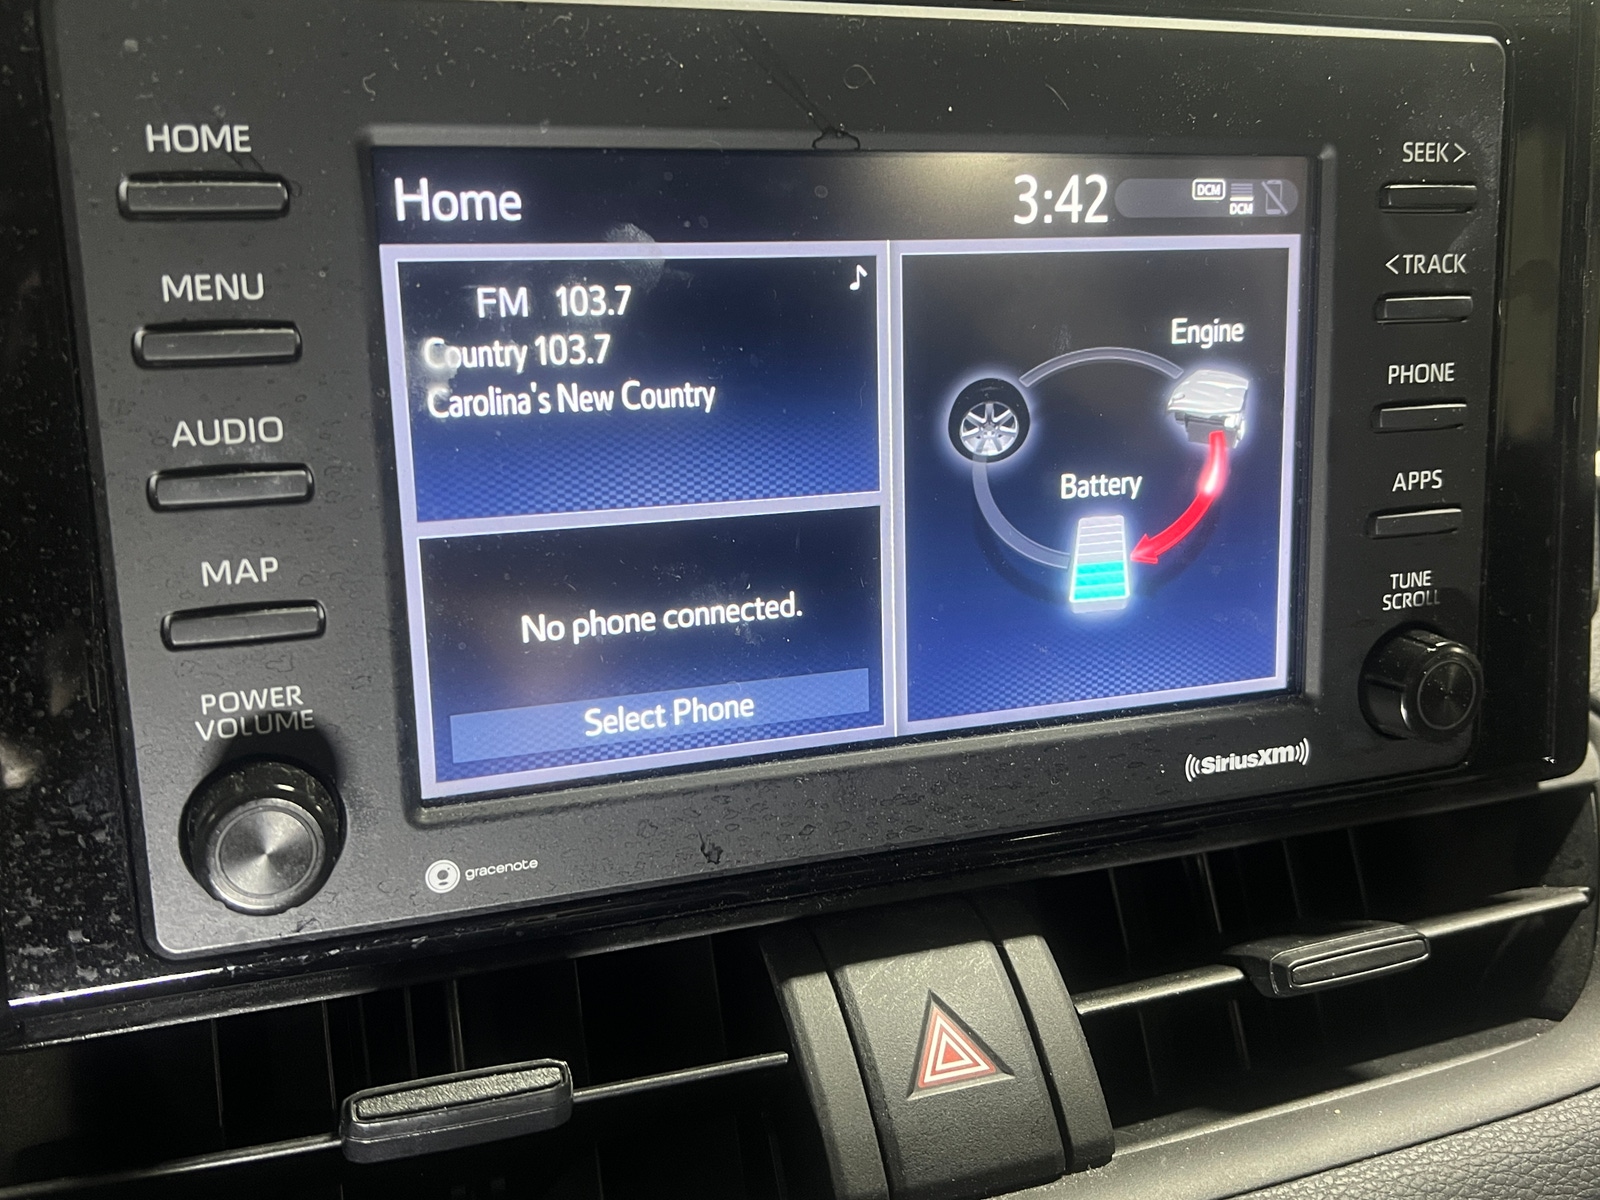 HOME
MENU
AUDIO
MAP
POWER
VOLUME
Home
3:42
DCM
DCM
FM 103.7
Country 103.7
Carolina's New Country
No phone connected.
Select Phone
Engine
Battery
SEEK>
<TRACK
PHONE
APPS
TUNE
SCROLL
((SiriusXM))
gracenote